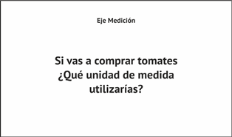 Eje Medición
Si vas a comprar tomates
¿Qué unidad de medida
utilizarías?